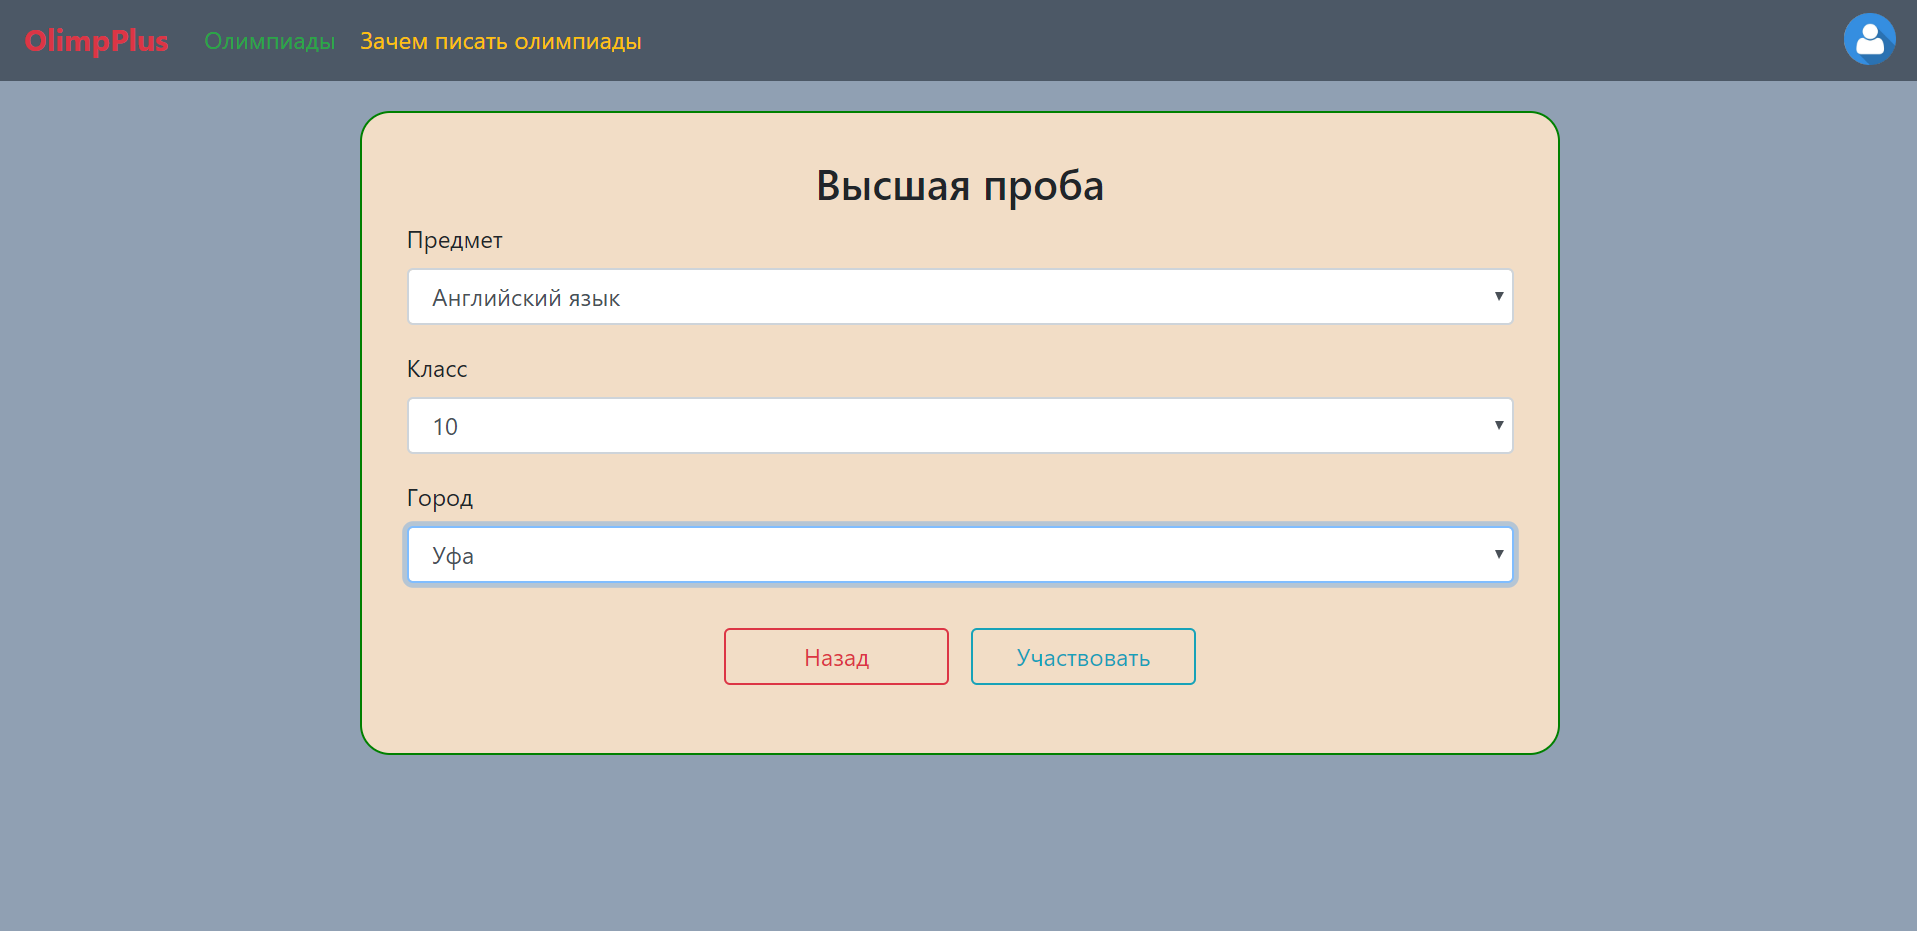 OlimpPlus Олимпиады Зачем писать олимпиады
Высшая проба
Предмет
Английский язык
Класс
10
Город
Уфа
Назад Участвовать